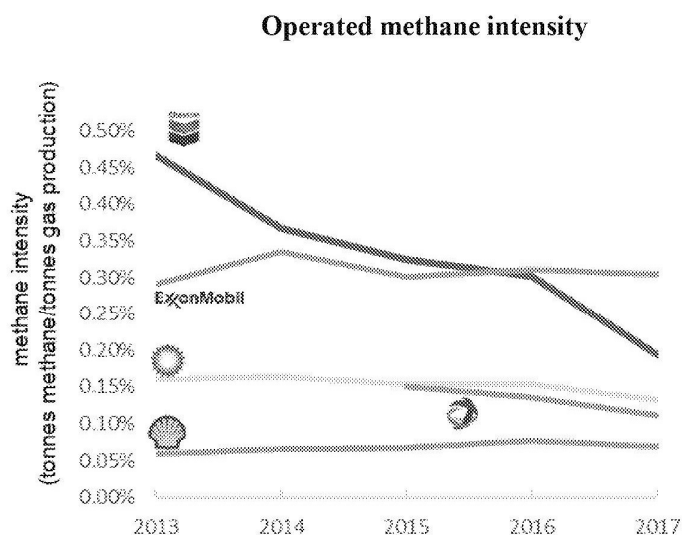 Operated methane intensity
methane intensity
(tonnes methane/tonnes gas production)
0.50%
0.45%
0.40%
0.35%
0.30%
0.25%
0.20%
0.15%
0.10%
0.05%
0.00%
ExxonMobil
2013 2014 2015 2016 2017